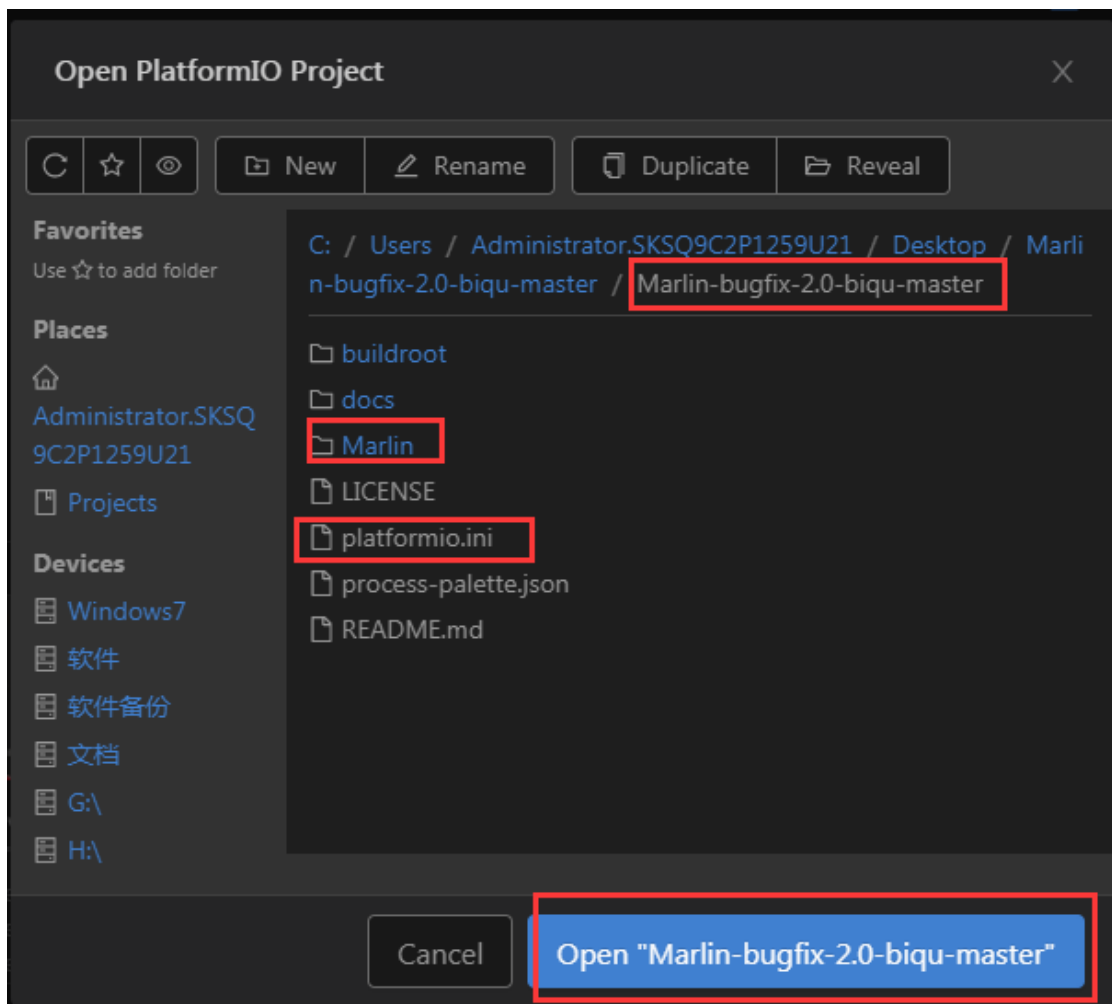 Open PlatformIO Project
New
Rename
Duplicate
Reveal
Favorites
Use ☆ to add folder
Places
Administrator.SKSQ
9C2P1259U21
Projects
Devices
Windows7
软件
软件备份
文档
G:\
H:\
C: / Users / Administrator.SKSQ9C2P1259U21 / Desktop / Marli
n-bugfix-2.0-biqu-master / Marlin-bugfix-2.0-biqu-master
buildroot
docs
Marlin
LICENSE
platformio.ini
process-palette.json
README.md
Cancel
Open "Marlin-bugfix-2.0-biqu-master"